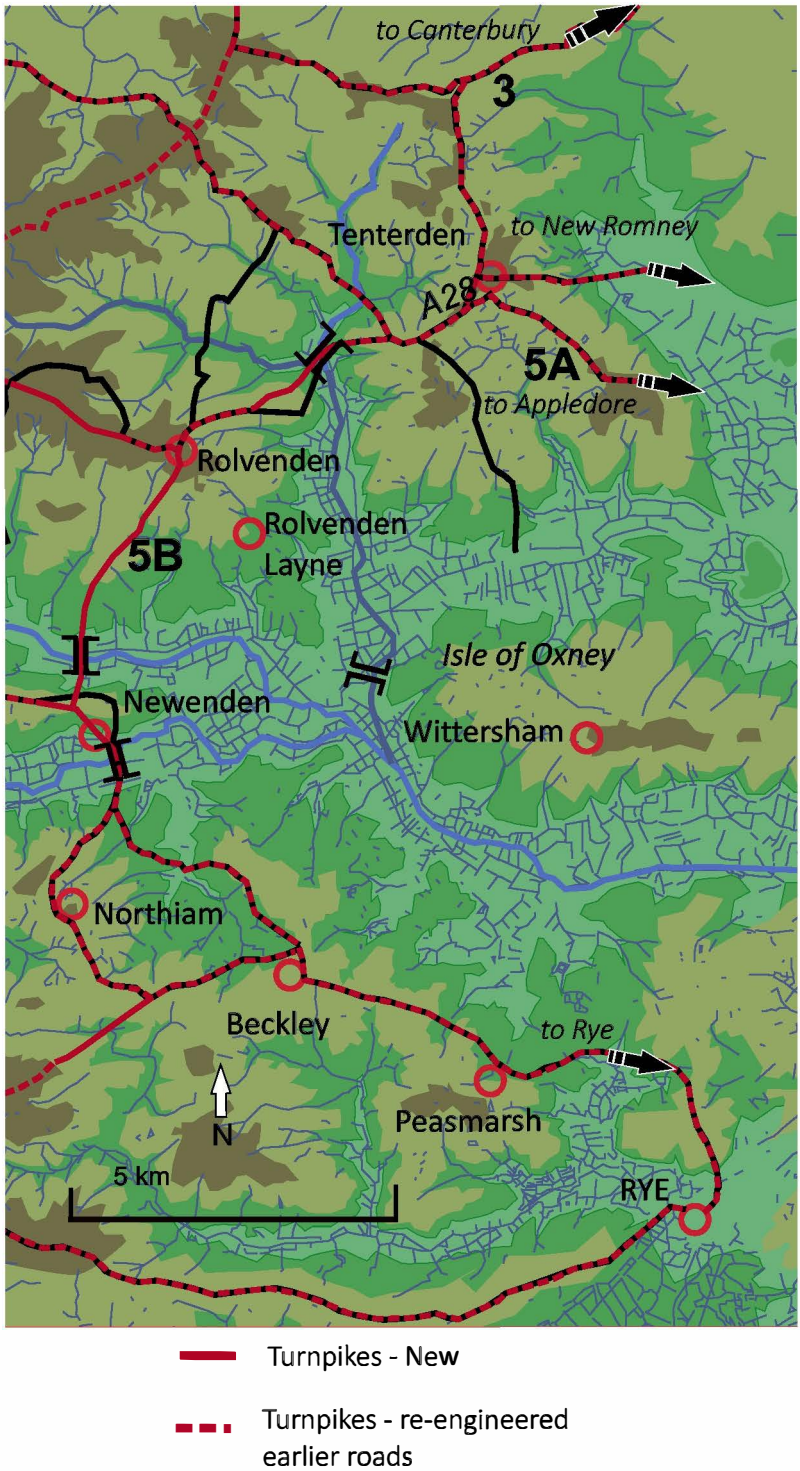 to Canterbury
3
Tenterden
to New Romney
A28
5A
to Appledore
Rolvenden
Rolvenden
Layne
5B
Isle of Oxney
Newenden
Wittersham
Northiam
Beckley
to Rye
Peasmarsh
N
5 km
RYE
Turnpikes - New
Turnpikes - re-engineered
earlier roads